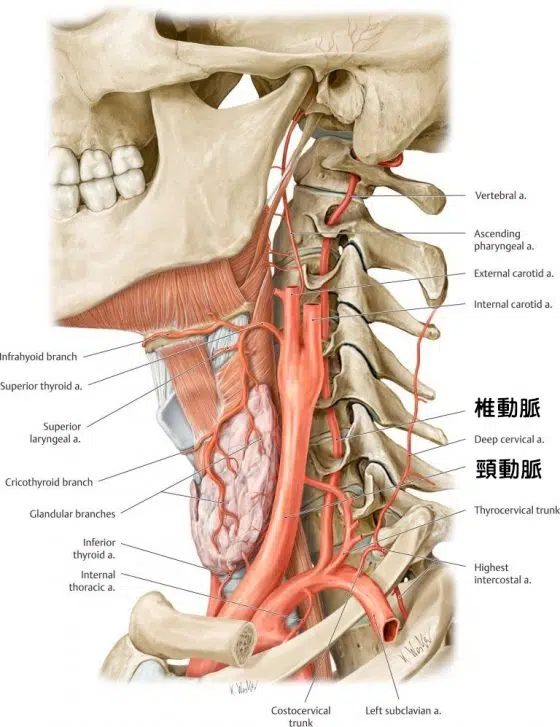 Vertebral a.
Ascending
pharyngeal a.
External carotid a.
Internal carotid a.
Infrahyoid branch
Superior thyroid a.
Superior
laryngeal a.
椎動脈
Deep cervical a.
頸動脈
Cricothyroid branch
Glandular branches
Thyrocervical trunk
Inferior
thyroid a.
Internal
thoracic a.
Highest
intercostal a.
Costocervical
trunk
Left subclavian a.